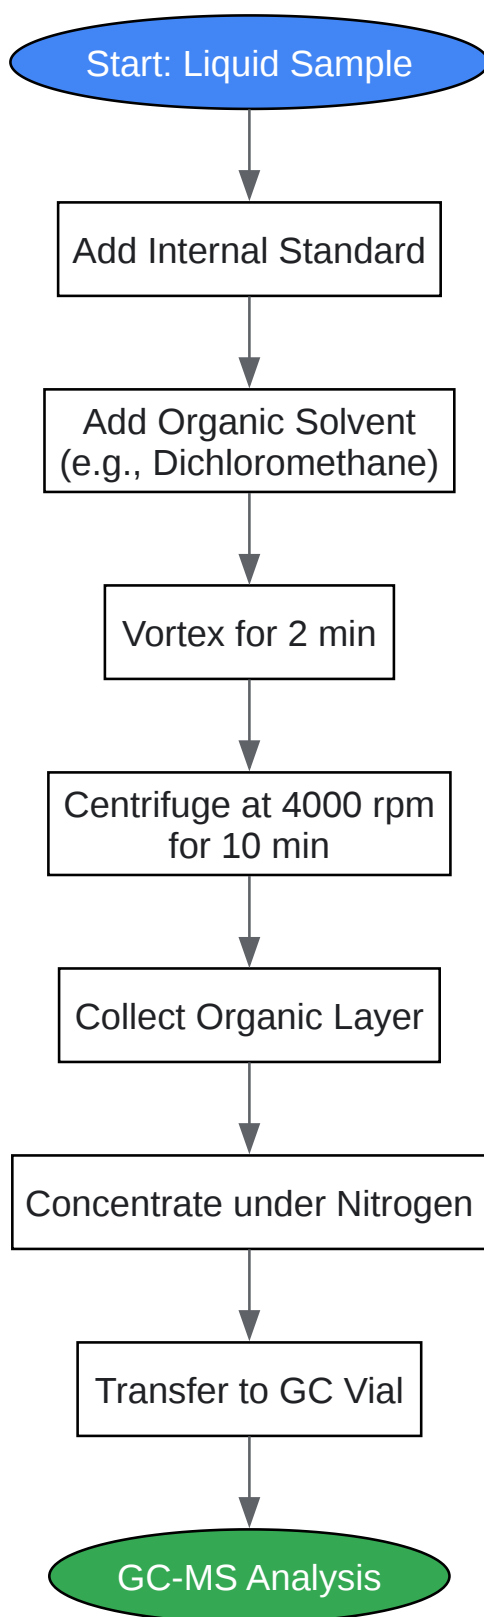 Start: Liquid Sample
Add Internal Standard
Add Organic Solvent
(e.g., Dichloromethane)
Vortex for 2 min
Centrifuge at 4000 rpm
for 10 min
Collect Organic Layer
Concentrate under Nitrogen
Transfer to GC Vial
GC-MS Analysis